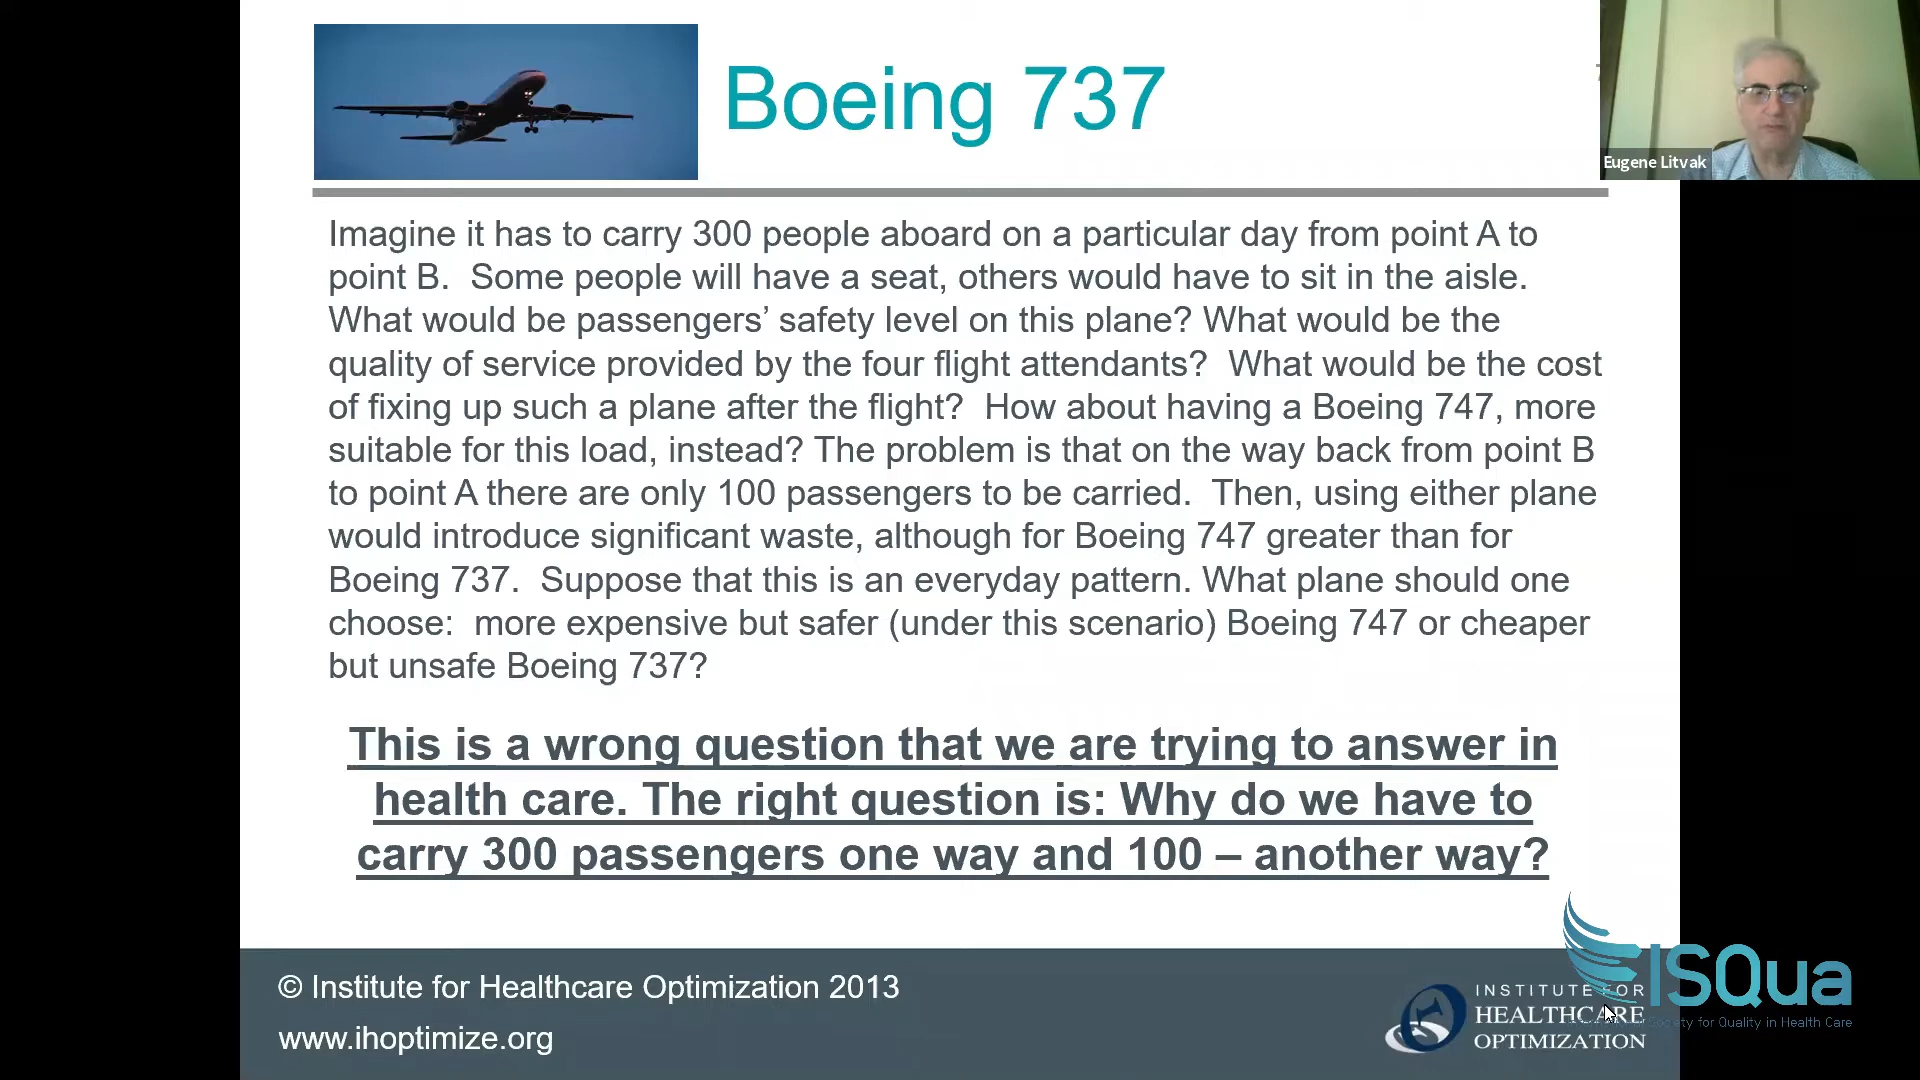 Boeing 737
Eugene Litvak
Imagine it has to carry 300 people aboard on a particular day from point A to
point B.  Some people will have a seat, others would have to sit in the aisle.
What would be passengers’ safety level on this plane? What would be the
quality of service provided by the four flight attendants?  What would be the cost
of fixing up such a plane after the flight?  How about having a Boeing 747, more
suitable for this load, instead? The problem is that on the way back from point B
to point A there are only 100 passengers to be carried.  Then, using either plane
would introduce significant waste, although for Boeing 747 greater than for
Boeing 737.  Suppose that this is an everyday pattern. What plane should one
choose:  more expensive but safer (under this scenario) Boeing 747 or cheaper
but unsafe Boeing 737?
This is a wrong question that we are trying to answer in
health care. The right question is: Why do we have to
carry 300 passengers one way and 100 – another way?
© Institute for Healthcare Optimization 2013
www.ihoptimize.org
INSTITUTE FOR
HEALTHCARE
OPTIMIZATION
ISQua
for Quality in Health Care